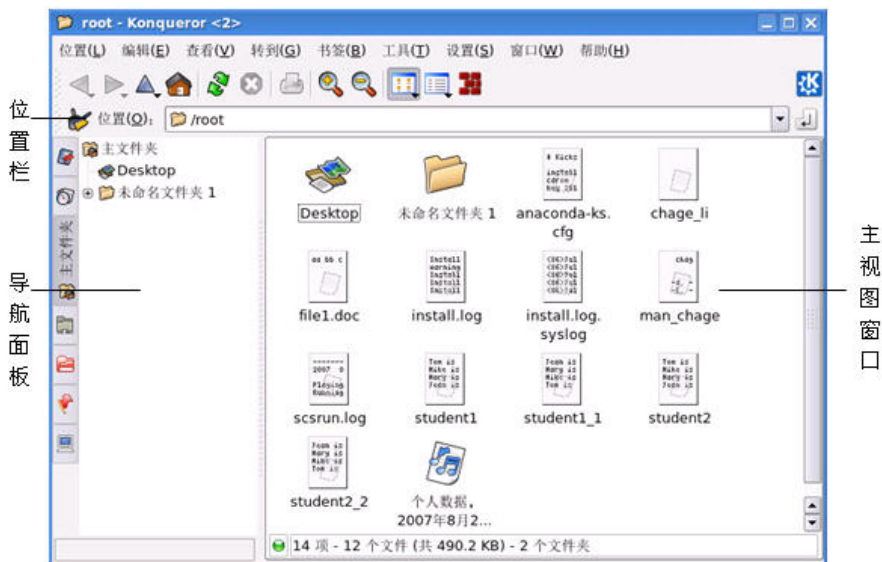 root - Konqueror <2>
位置(L) 编辑(E) 查看(V) 转到(G) 书签(B) 工具(T) 设置(S) 窗口(W) 帮助(H)
位置(O): /root
位置栏
主文件夹
Desktop
未命名文件夹 1
主文件夹
导航面板
Desktop
未命名文件夹 1
anaconda-ks.
cfg
chage_li
file1.doc
install.log
install.log.
syslog
man_chage
scsrun.log
student1
student1_1
student2
student2_2
个人数据,
2007年8月2...
主视图窗口
14 项 - 12 个文件 (共 490.2 KB) - 2 个文件夹